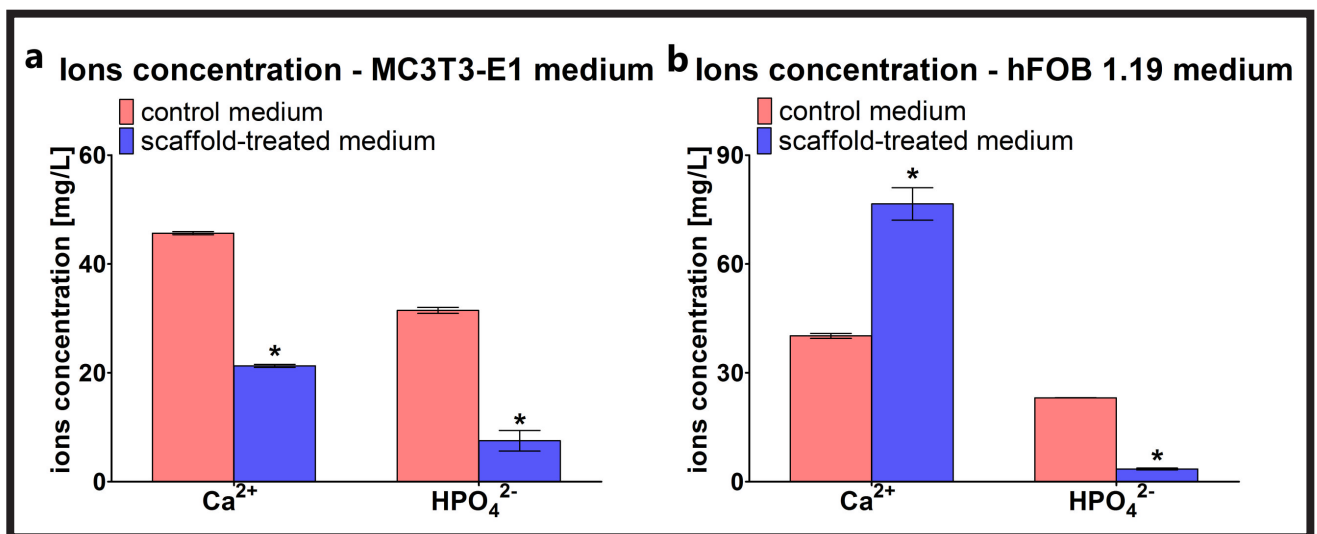 a
Ions concentration - MC3T3-E1 medium
control medium
scaffold-treated medium
ions concentration [mg/L]
60
40
20
0
*
*
Ca²⁺
HPO₄²⁻
b
Ions concentration - hFOB 1.19 medium
control medium
scaffold-treated medium
ions concentration [mg/L]
90
60
30
0
*
*
Ca²⁺
HPO₄²⁻